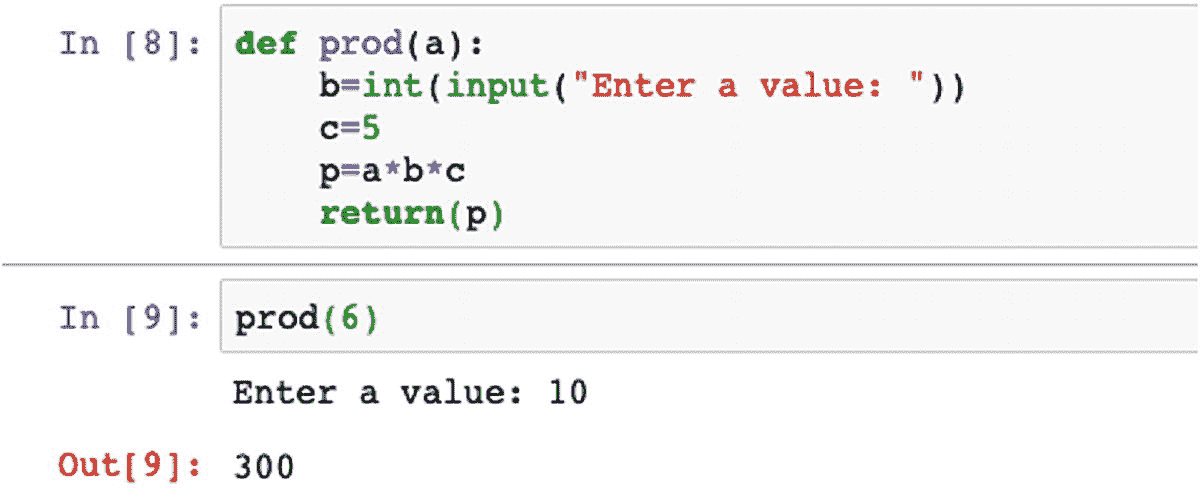 In [8]: def prod(a):
b=int(input("Enter a value: "))
c=5
p=a*b*c
return(p)
In [9]: prod(6)
Enter a value: 10
Out[9]: 300